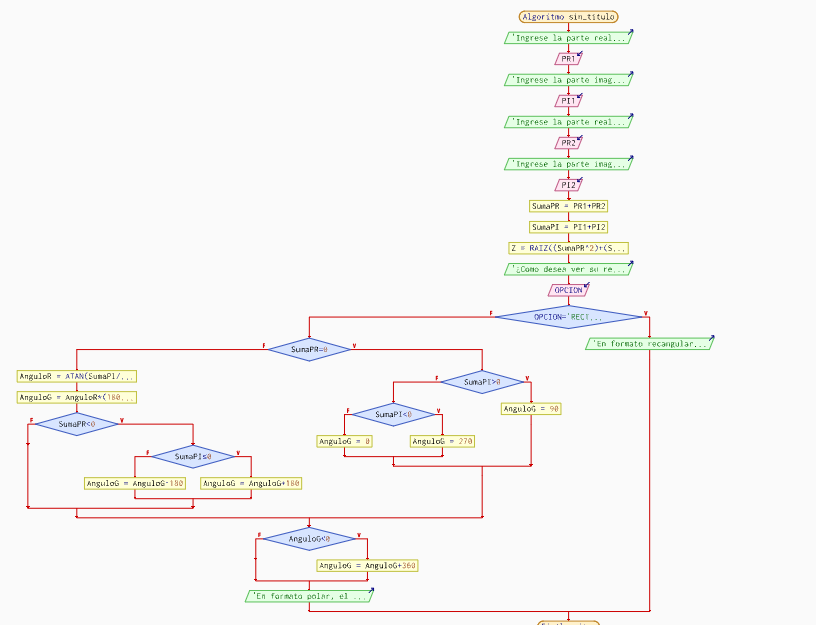 Algoritmo sin_titulo
'Ingrese la parte real...
PR1
'Ingrese la parte imag...
PI1
'Ingrese la parte real...
PR2
'Ingrese la parte imag...
PI2
SumaPR = PR1+PR2
SumaPI = PI1+PI2
Z = RAIZ((SumaPR^2)+(S...
'¿Como desea ver su re...
OPCION
F OPCION='RECT... V
'En formato recangular...
F SumaPR=0 V
AnguloR = ATAN(SumaPI/...
F SumaPI>0 V
AnguloG = AnguloR*(180...
AnguloG = 90
F SumaPI<0 V
F SumaPR<0 V
AnguloG = 0
AnguloG = 270
F SumaPI≤0 V
AnguloG = AnguloG-180
AnguloG = AnguloG+180
F AnguloG<0 V
AnguloG = AnguloG+360
'En formato polar, el ...